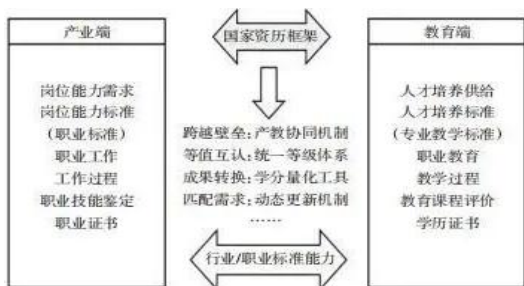 产业端
岗位能力需求
岗位能力标准
(职业标准)
职业工作
工作过程
职业技能鉴定
职业证书
国家资历框架
跨越壁垒:产教协同机制
等值互认:统一等级体系
成果转换:学分量化工具
匹配需求:动态更新机制
……
行业/职业标准能力
教育端
人才培养供给
人才培养标准
(专业教学标准)
职业教育
教学过程
教育课程评价
学历证书